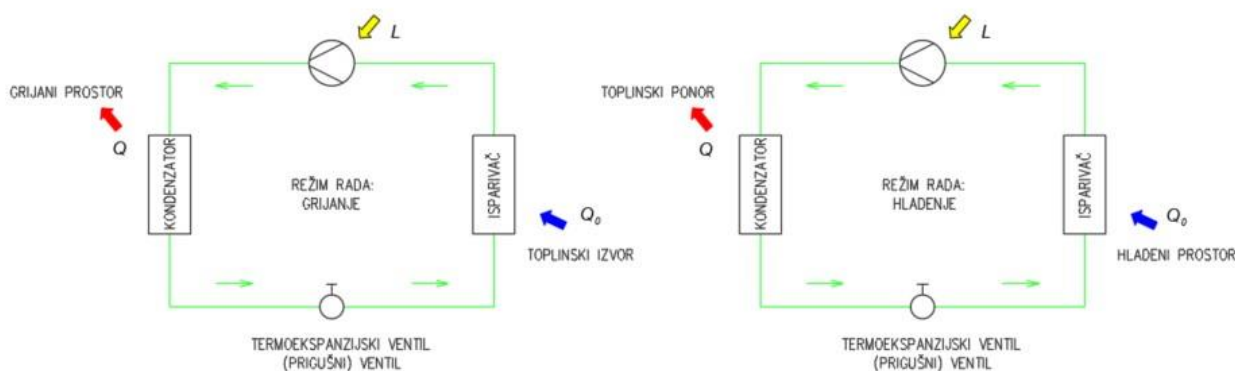 L
GRIJANI PROSTOR
Q
KONDENZATOR
REŽIM RADA:
GRIJANJE
ISPARIVAČ
Q₀
TOPLINSKI IZVOR
TERMOEKSPANZIJSKI VENTIL
(PRIGUŠNI) VENTIL
L
TOPLINSKI PONOR
Q
KONDENZATOR
REŽIM RADA:
HLAĐENJE
ISPARIVAČ
Q₀
HLAĐENI PROSTOR
TERMOEKSPANZIJSKI VENTIL
(PRIGUŠNI) VENTIL